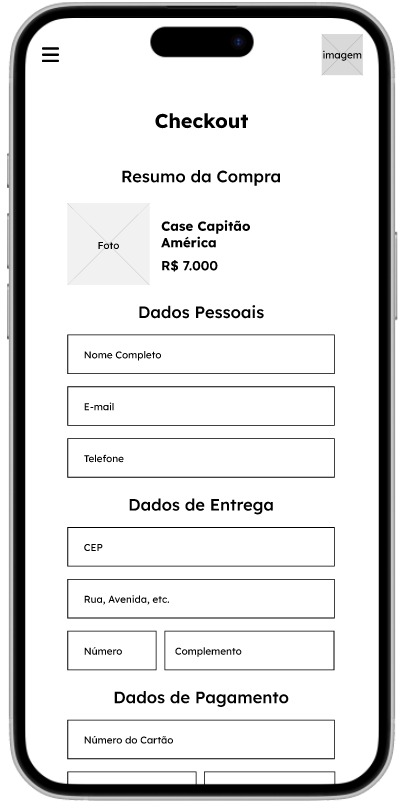 imagem
Checkout
Resumo da Compra
Foto
Case Capitão
América
R$ 7.000
Dados Pessoais
Nome Completo
E-mail
Telefone
Dados de Entrega
CEP
Rua, Avenida, etc.
Número
Complemento
Dados de Pagamento
Número do Cartão